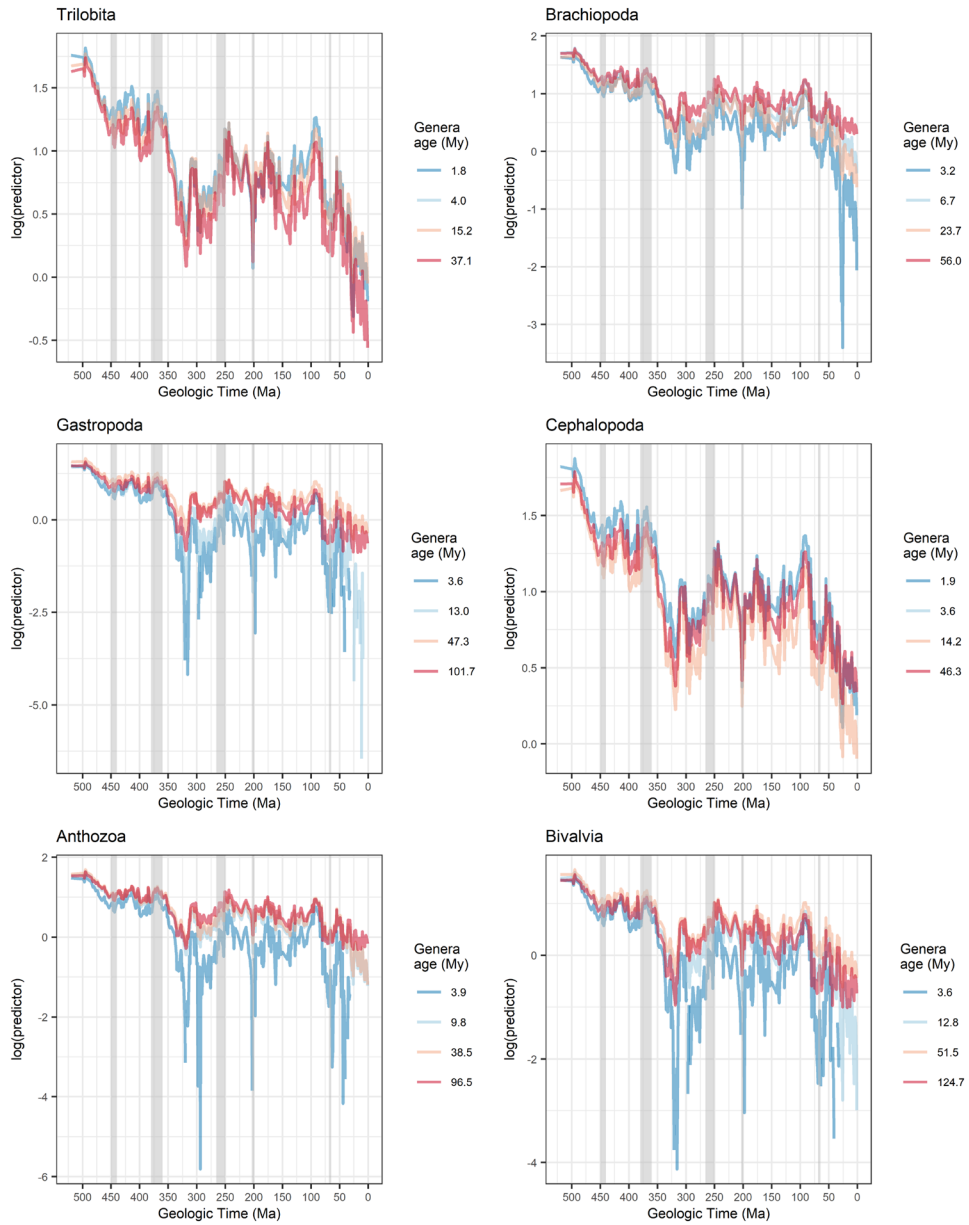 Trilobita
log(predictor)
1.5
1.0
0.5
0.0
-0.5
500 450 400 350 300 250 200 150 100 50 0
Geologic Time (Ma)
Genera
age (My)
1.8
4.0
15.2
37.1
Brachiopoda
log(predictor)
2
1
0
-1
-2
-3
500 450 400 350 300 250 200 150 100 50 0
Geologic Time (Ma)
Genera
age (My)
3.2
6.7
23.7
56.0
Gastropoda
log(predictor)
0.0
-2.5
-5.0
500 450 400 350 300 250 200 150 100 50 0
Geologic Time (Ma)
Genera
age (My)
3.6
13.0
47.3
101.7
Cephalopoda
log(predictor)
1.5
1.0
0.5
0.0
500 450 400 350 300 250 200 150 100 50 0
Geologic Time (Ma)
Genera
age (My)
1.9
3.6
14.2
46.3
Anthozoa
log(predictor)
2
0
-2
-4
-6
500 450 400 350 300 250 200 150 100 50 0
Geologic Time (Ma)
Genera
age (My)
3.9
9.8
38.5
96.5
Bivalvia
log(predictor)
0
-2
-4
500 450 400 350 300 250 200 150 100 50 0
Geologic Time (Ma)
Genera
age (My)
3.6
12.8
51.5
124.7